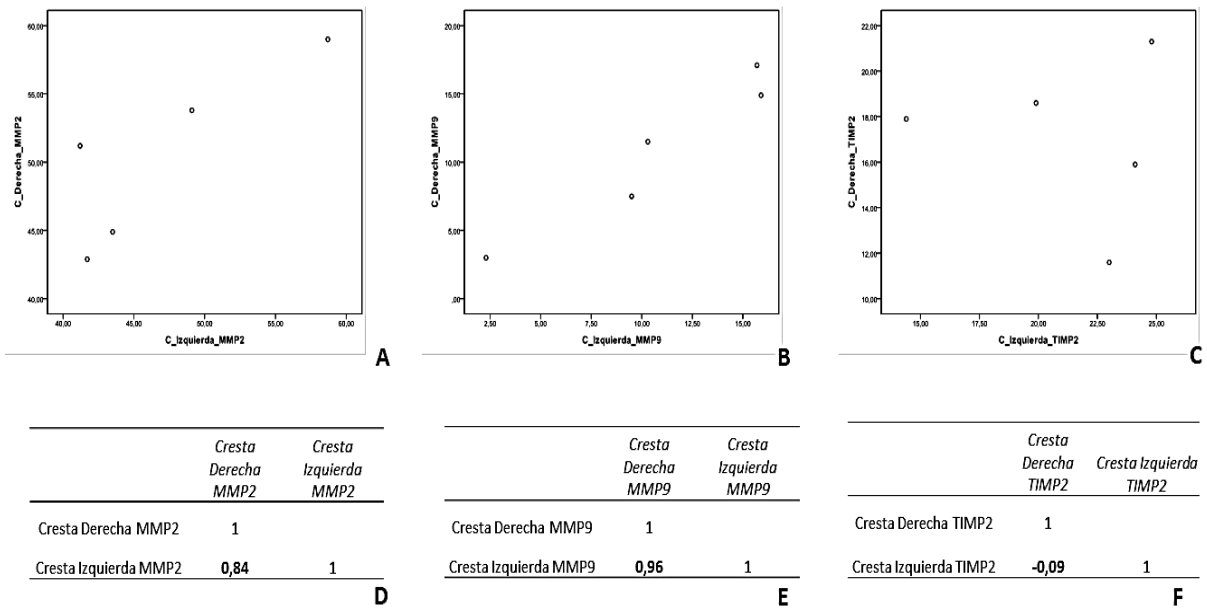 60,00
55,00
50,00
45,00
40,00
C_Derecha_MMP2
40,00 45,00 50,00 55,00 60,00
C_Izquierda_MMP2
A
20,00
15,00
10,00
5,00
,00
C_Derecha_MMP9
2,50 5,00 7,50 10,00 12,50 15,00
C_Izquierda_MMP9
B
22,00
20,00
18,00
16,00
14,00
12,00
10,00
C_Derecha_TIMP2
15,00 20,00 25,00
C_Izquierda_TIMP2
C
Cresta Cresta
Derecha Izquierda
MMP2 MMP2
Cresta Derecha MMP2 1
Cresta Izquierda MMP2 0,84 1
D
Cresta Cresta
Derecha Izquierda
MMP9 MMP9
Cresta Derecha MMP9 1
Cresta Izquierda MMP9 0,96 1
E
Cresta
Derecha Cresta Izquierda
TIMP2 TIMP2
Cresta Derecha TIMP2 1
Cresta Izquierda TIMP2 -0,09 1
F